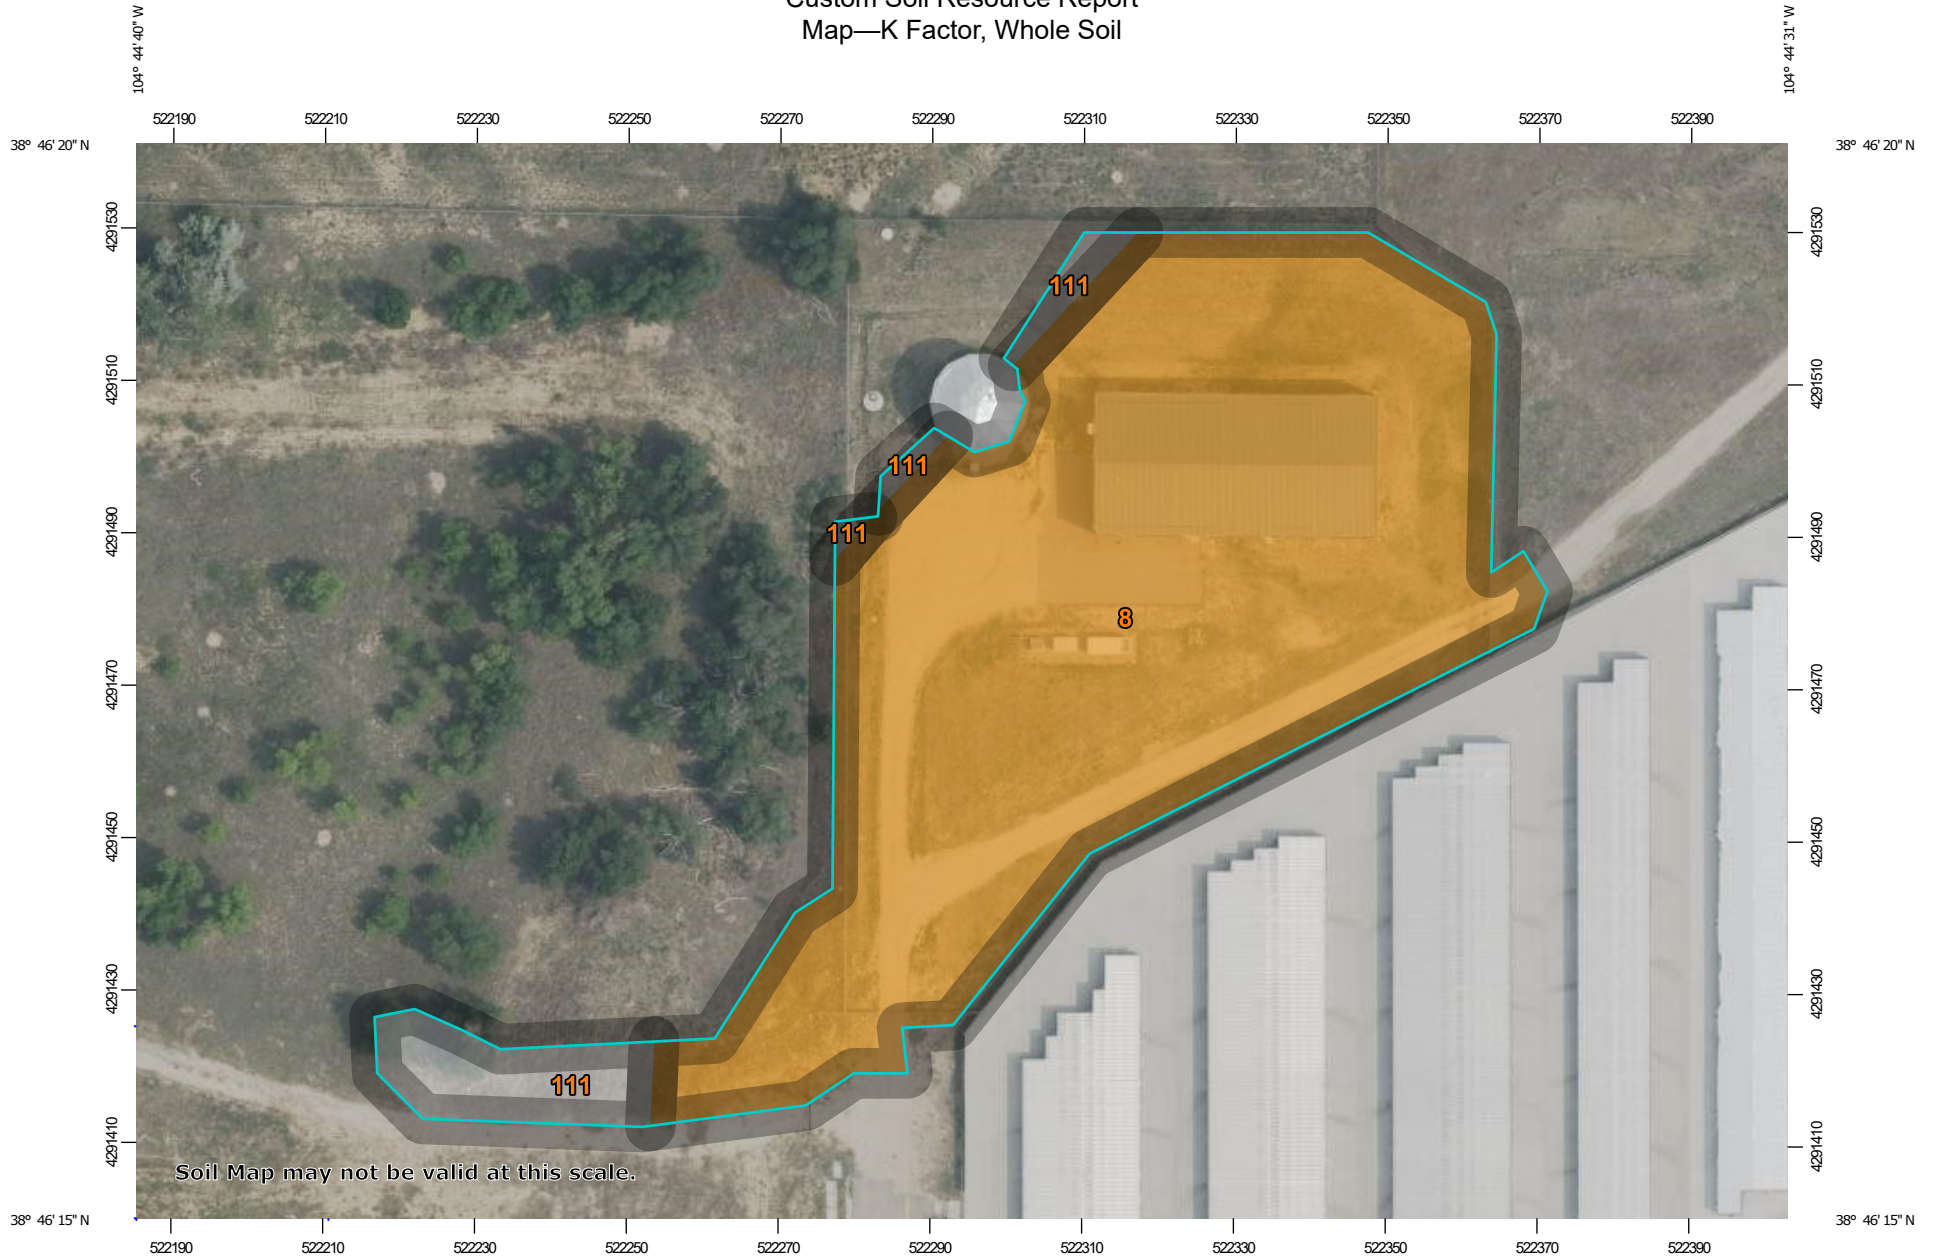 Custom Soil Resource Report
Map—K Factor, Whole Soil
104° 44' 40" W
104° 44' 31" W
522190 522210 522230 522250 522270 522290 522310 522330 522350 522370 522390
38° 46' 20" N
38° 46' 20" N
4291530
4291530
111
4291510
4291510
111
4291490
111
4291490
8
4291470
4291470
4291450
4291450
4291430
4291430
111
4291410
4291410
Soil Map may not be valid at this scale.
38° 46' 15" N
38° 46' 15" N
522190 522210 522230 522250 522270 522290 522310 522330 522350 522370 522390